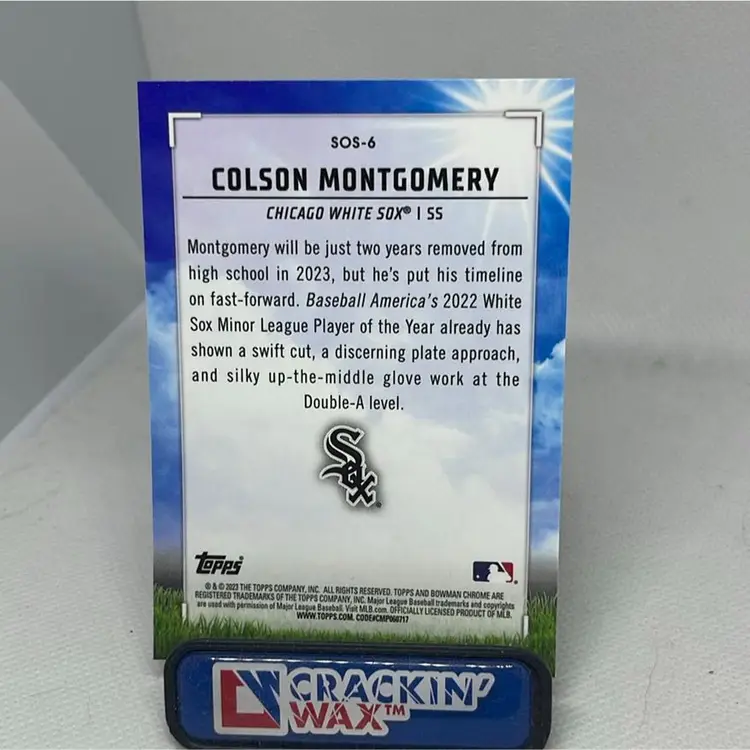 SOS-6
COLSON MONTGOMERY
CHICAGO WHITE SOX® | SS
Montgomery will be just two years removed from
high school in 2023, but he's put his timeline
on fast-forward. Baseball America's 2022 White
Sox Minor League Player of the Year already has
shown a swift cut, a discerning plate approach,
and silky up-the-middle glove work at the
Double-A level.
Sox
Topps®
® & © 2023 THE TOPPS COMPANY, INC. ALL RIGHTS RESERVED. TOPPS AND BOWMAN CHROME ARE
REGISTERED TRADEMARKS OF THE TOPPS COMPANY, INC. Major League Baseball trademarks and copyrights
are used with permission of Major League Baseball. Visit MLB.com. OFFICIALLY LICENSED PRODUCT OF MLB.
WWW.TOPPS.COM. CODE#CMP060717
CRACKIN'
WAX™